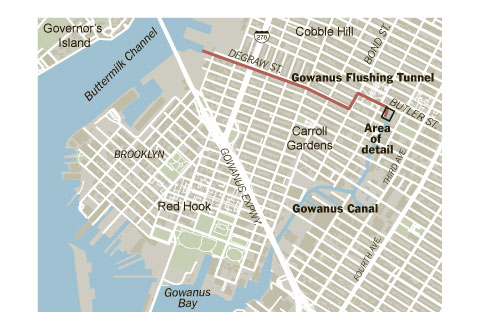 Governor's
Island
Buttermilk Channel
278
Cobble Hill
DEGRAW ST.
BOND ST.
Gowanus Flushing Tunnel
BUTLER ST.
Area
of
detail
Carroll
Gardens
BROOKLYN
GOWANUS EXPWY.
THIRD AVE.
Red Hook
Gowanus Canal
FOURTH AVE.
Gowanus
Bay